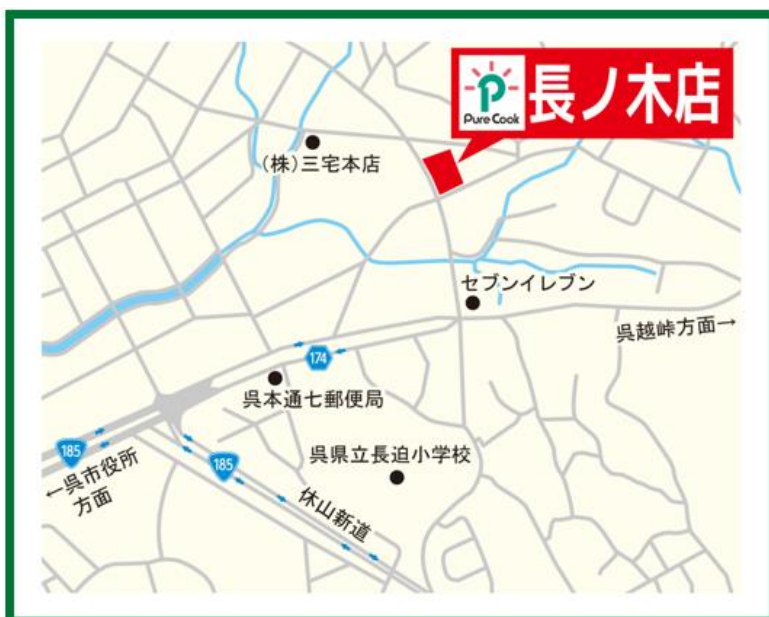 Pure Cook
長ノ木店
(株)三宅本店
セブンイレブン
呉越峠方面→
174
呉本通七郵便局
呉県立長迫小学校
185
←呉市役所
方面
185
休山新道